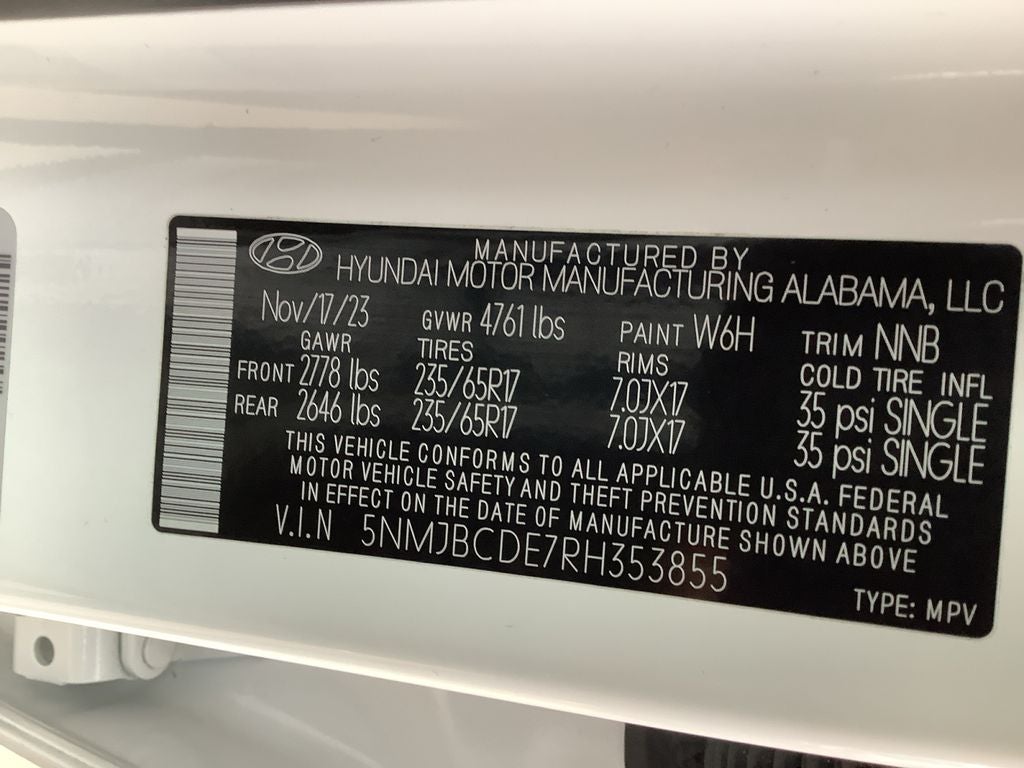 MANUFACTURED BY
HYUNDAI MOTOR MANUFACTURING ALABAMA, LLC
Nov/17/23 GVWR 4761 lbs PAINT W6H TRIM NNB
GAWR TIRES RIMS COLD TIRE INFL
FRONT 2778 lbs 235/65R17 7.0JX17 35 psi SINGLE
REAR 2646 lbs 235/65R17 7.0JX17 35 psi SINGLE
THIS VEHICLE CONFORMS TO ALL APPLICABLE U.S.A. FEDERAL
MOTOR VEHICLE SAFETY AND THEFT PREVENTION STANDARDS
IN EFFECT ON THE DATE OF MANUFACTURE SHOWN ABOVE
V.I.N 5NMJBCDE7RH353855
TYPE: MPV